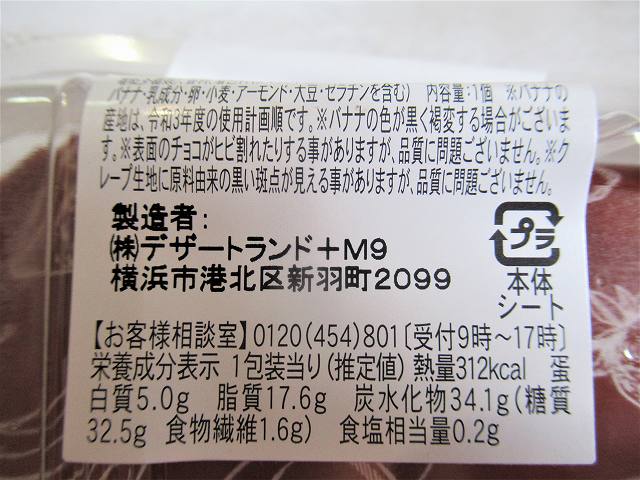 バナナ・乳成分・卵・小麦・アーモンド・大豆・ゼラチンを含む) 内容量:1個 ※バナナの
産地は、令和3年度の使用計画順です。※バナナの色が黒く褐変する場合がございま
す。※表面のチョコがヒビ割れたりする事がありますが、品質に問題ございません。※ク
レープ生地に原料由来の黒い斑点が見える事がありますが、品質に問題ございません。
製造者:
㈱デザートランド+M9
横浜市港北区新羽町2099
プラ
本体
シート
【お客様相談室】0120(454)801〔受付9時~17時〕
栄養成分表示 1包装当り(推定値) 熱量312kcal 蛋
白質5.0g 脂質17.6g 炭水化物34.1g(糖質
32.5g 食物繊維1.6g) 食塩相当量0.2g